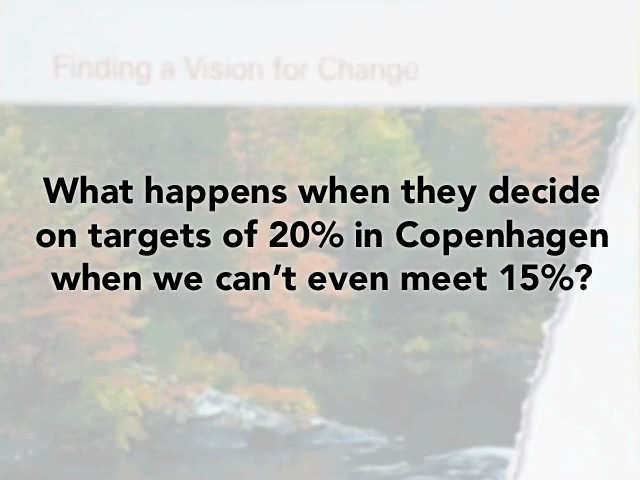 Finding a Vision for Change
What happens when they decide
on targets of 20% in Copenhagen
when we can't even meet 15%?